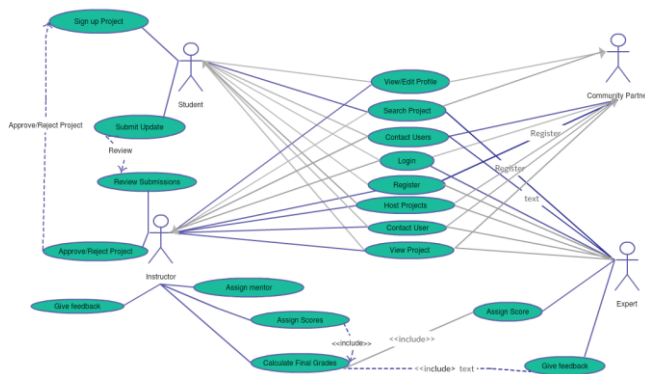 Sign up Project
Student
View/Edit Profile
Community Partne
Search Project
Approve/Reject Project
Submit Update
Contact Users
Register
Review
Login
Register
Review Submissions
Register
text
Host Projects
Contact User
Approve/Reject Project
View Project
Instructor
Expert
Assign mentor
Give feedback
Assign Scores
Assign Score
<<include>>
<<include>>
Calculate Final Grades
<<include> text
Give feedback